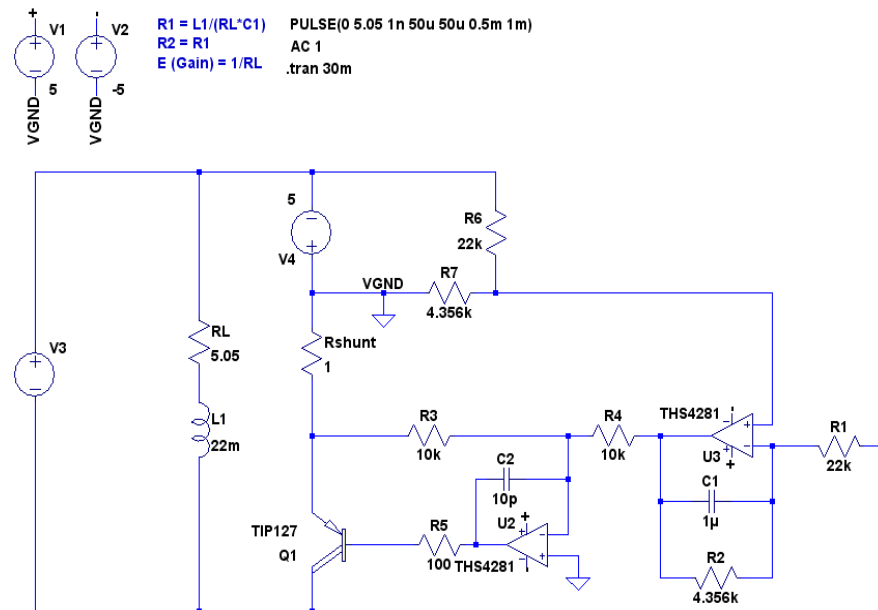 +
-
V1
V2
5
-5
VGND
VGND
R1 = L1/(RL*C1)
R2 = R1
E (Gain) = 1/RL
PULSE(0 5.05 1n 50u 50u 0.5m 1m)
AC 1
.tran 30m
5
V4
R6
22k
VGND
R7
4.356k
V3
RL
5.05
Rshunt
1
L1
22m
R3
10k
R4
10k
THS4281
U3
R1
22k
C2
10p
C1
1µ
U2
THS4281
TIP127
Q1
R5
100
R2
4.356k